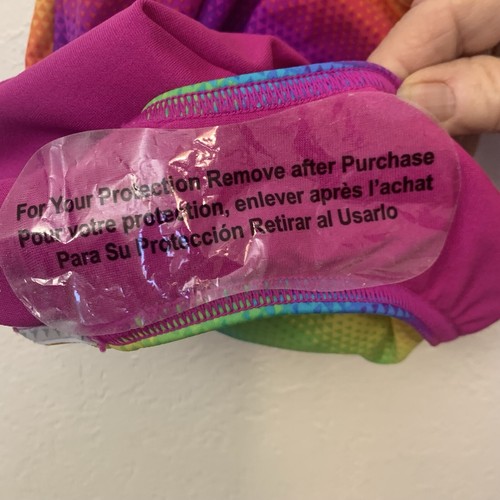 For Your Protection Remove after Purchase
Pour votre protection, enlever après l'achat
Para Su Protección Retirar al Usarlo